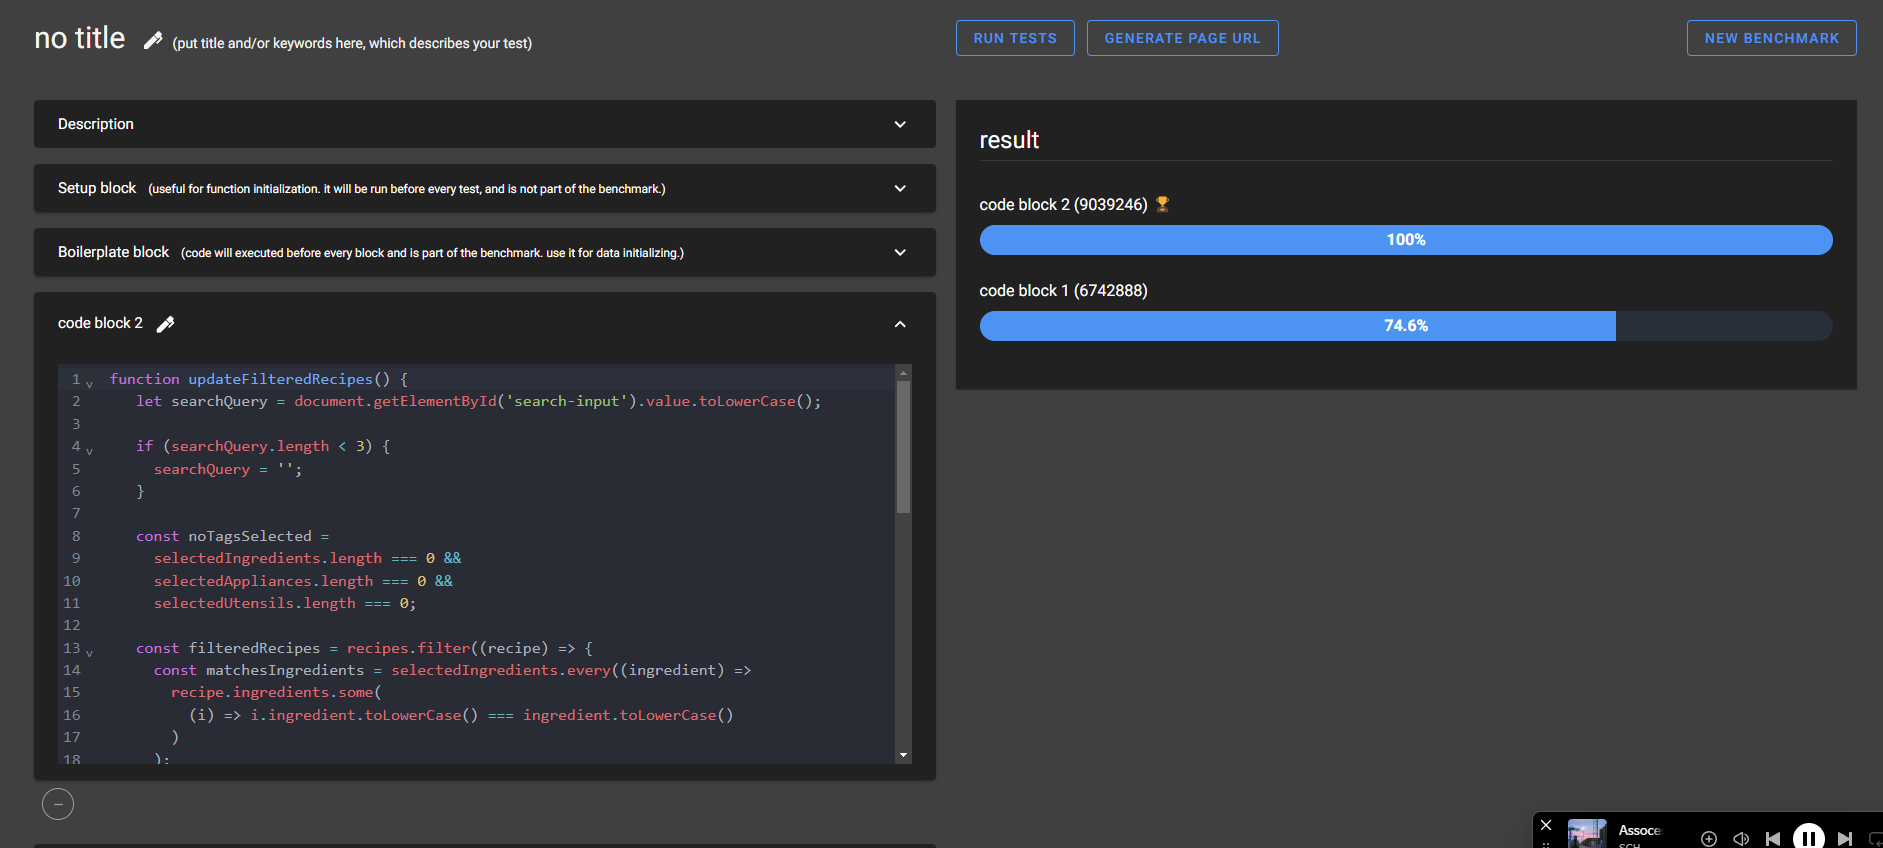 no title
(put title and/or keywords here, which describes your test)
RUN TESTS
GENERATE PAGE URL
NEW BENCHMARK
Description
Setup block (useful for function initialization. it will be run before every test, and is not part of the benchmark.)
Boilerplate block (code will executed before every block and is part of the benchmark. use it for data initializing.)
code block 2
1 function updateFilteredRecipes() {
2 let searchQuery = document.getElementById('search-input').value.toLowerCase();
3
4 if (searchQuery.length < 3) {
5 searchQuery = '';
6 }
7
8 const noTagsSelected =
9 selectedIngredients.length === 0 &&
10 selectedAppliances.length === 0 &&
11 selectedUtensils.length === 0;
12
13 const filteredRecipes = recipes.filter((recipe) => {
14 const matchesIngredients = selectedIngredients.every((ingredient) =>
15 recipe.ingredients.some(
16 (i) => i.ingredient.toLowerCase() === ingredient.toLowerCase()
17 )
18 );
result
code block 2 (9039246)
100%
code block 1 (6742888)
74.6%
Assoce
SCH